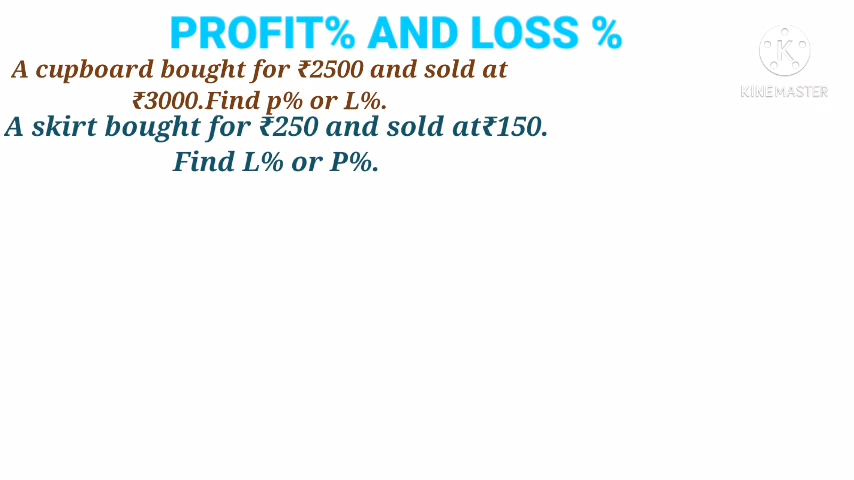 PROFIT% AND LOSS %
A cupboard bought for ₹2500 and sold at
₹3000.Find p% or L%.
A skirt bought for ₹250 and sold at₹150.
Find L% or P%.
K
KINEMASTER